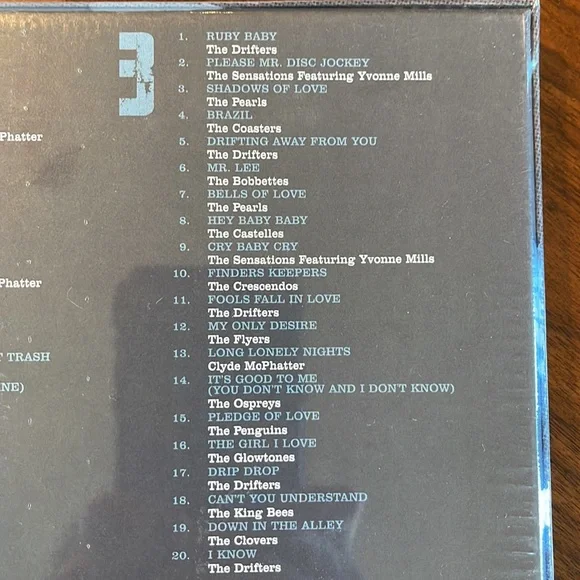 Phatter
Phatter
TRASH
INE)
3
1. RUBY BABY
The Drifters
2. PLEASE MR. DISC JOCKEY
The Sensations Featuring Yvonne Mills
3. SHADOWS OF LOVE
The Pearls
4. BRAZIL
The Coasters
5. DRIFTING AWAY FROM YOU
The Drifters
6. MR. LEE
The Bobbettes
7. BELLS OF LOVE
The Pearls
8. HEY BABY BABY
The Castelles
9. CRY BABY CRY
The Sensations Featuring Yvonne Mills
10. FINDERS KEEPERS
The Crescendos
11. FOOLS FALL IN LOVE
The Drifters
12. MY ONLY DESIRE
The Flyers
13. LONG LONELY NIGHTS
Clyde McPhatter
14. IT'S GOOD TO ME
(YOU DON'T KNOW AND I DON'T KNOW)
The Ospreys
15. PLEDGE OF LOVE
The Penguins
16. THE GIRL I LOVE
The Glowtones
17. DRIP DROP
The Drifters
18. CAN'T YOU UNDERSTAND
The King Bees
19. DOWN IN THE ALLEY
The Clovers
20. I KNOW
The Drifters